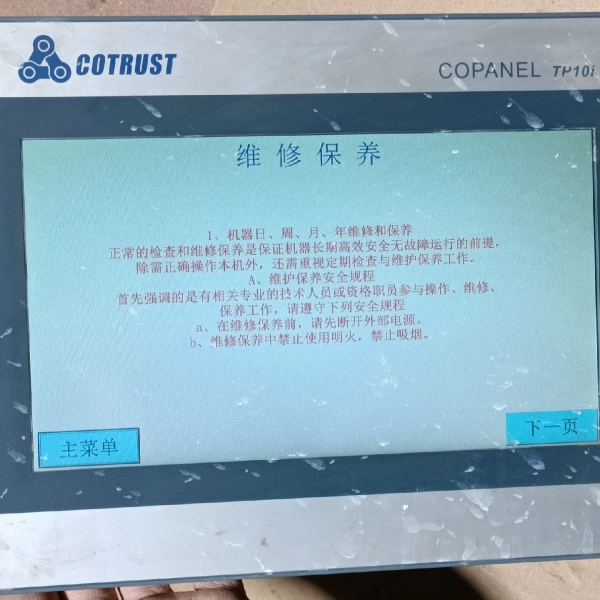 COTRUST
COPANEL TP10i
维修保养
1、机器日、周、月、年维修和保养
正常的检查和维修保养是保证机器长期高效安全无故障运行的前提,
除需正确操作本机外，还需重视定期检查与维护保养工作。
A、维护保养安全规程
首先强调的是有相关专业的技术人员或资格职员参与操作、维修、
保养工作，请遵守下列安全规程
a、在维修保养前，请先断开外部电源。
b、维修保养中禁止使用明火，禁止吸烟。
主菜单
下一页